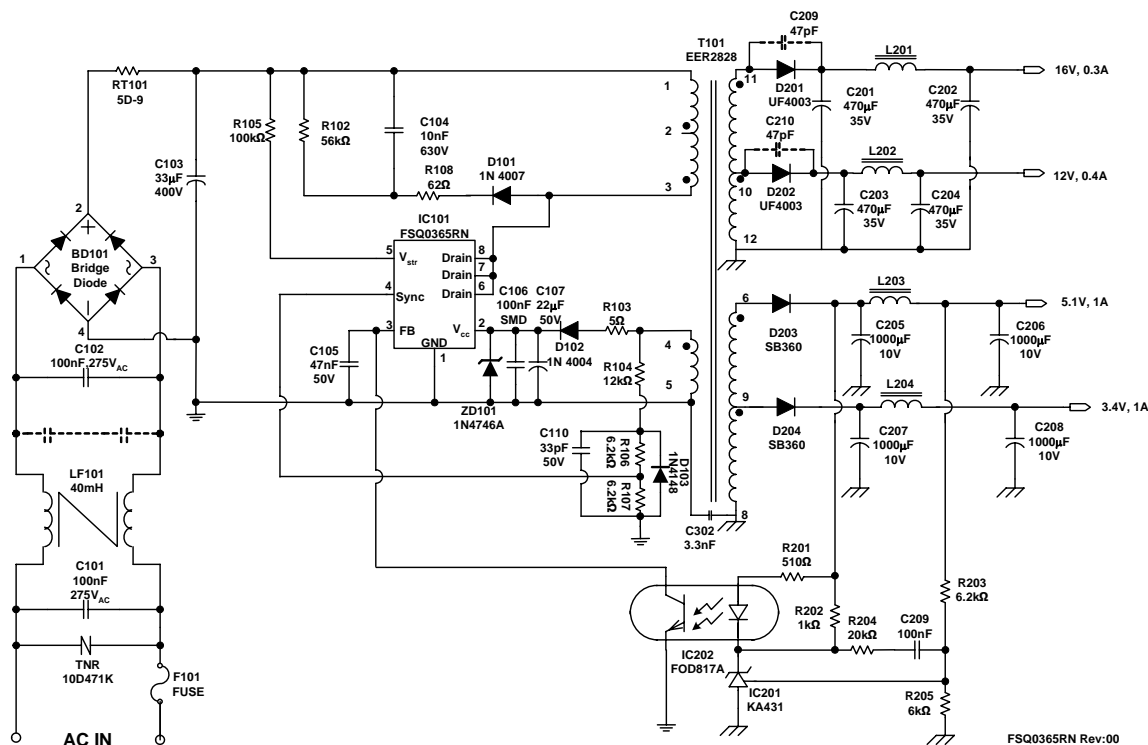 C209
47pF
T101
EER2828
L201
16V, 0.3A
RT101
5D-9
11
1
D201
UF4003
C201
470µF
35V
C202
470µF
35V
C210
47pF
R105
100kΩ
R102
56kΩ
C104
10nF
630V
2
L202
C103
33µF
400V
R108
62Ω
D101
1N 4007
3
10
12V, 0.4A
D202
UF4003
C203
470µF
35V
C204
470µF
35V
2
IC101
FSQ0365RN
12
1
BD101
Bridge
Diode
3
5
Vstr
Drain
8
Drain
7
Drain
6
4
Sync
L203
6
5.1V, 1A
4
C106
100nF
SMD
C107
22µF
50V
R103
5Ω
D203
SB360
C205
1000µF
10V
C206
1000µF
10V
3
FB
Vcc
2
GND
1
D102
1N 4004
C102
100nF,275VAC
C105
47nF
50V
4
R104
12kΩ
5
L204
9
3.4V, 1A
ZD101
1N4746A
D204
SB360
C207
1000µF
10V
C208
1000µF
10V
C110
33pF
50V
R106
6.2kΩ
R107
6.2kΩ
D103
1N4148
LF101
40mH
8
C302
3.3nF
R201
510Ω
C101
100nF
275VAC
R203
6.2kΩ
R202
1kΩ
R204
20kΩ
C209
100nF
TNR
10D471K
F101
FUSE
IC202
FOD817A
IC201
KA431
R205
6kΩ
AC IN
FSQ0365RN Rev:00